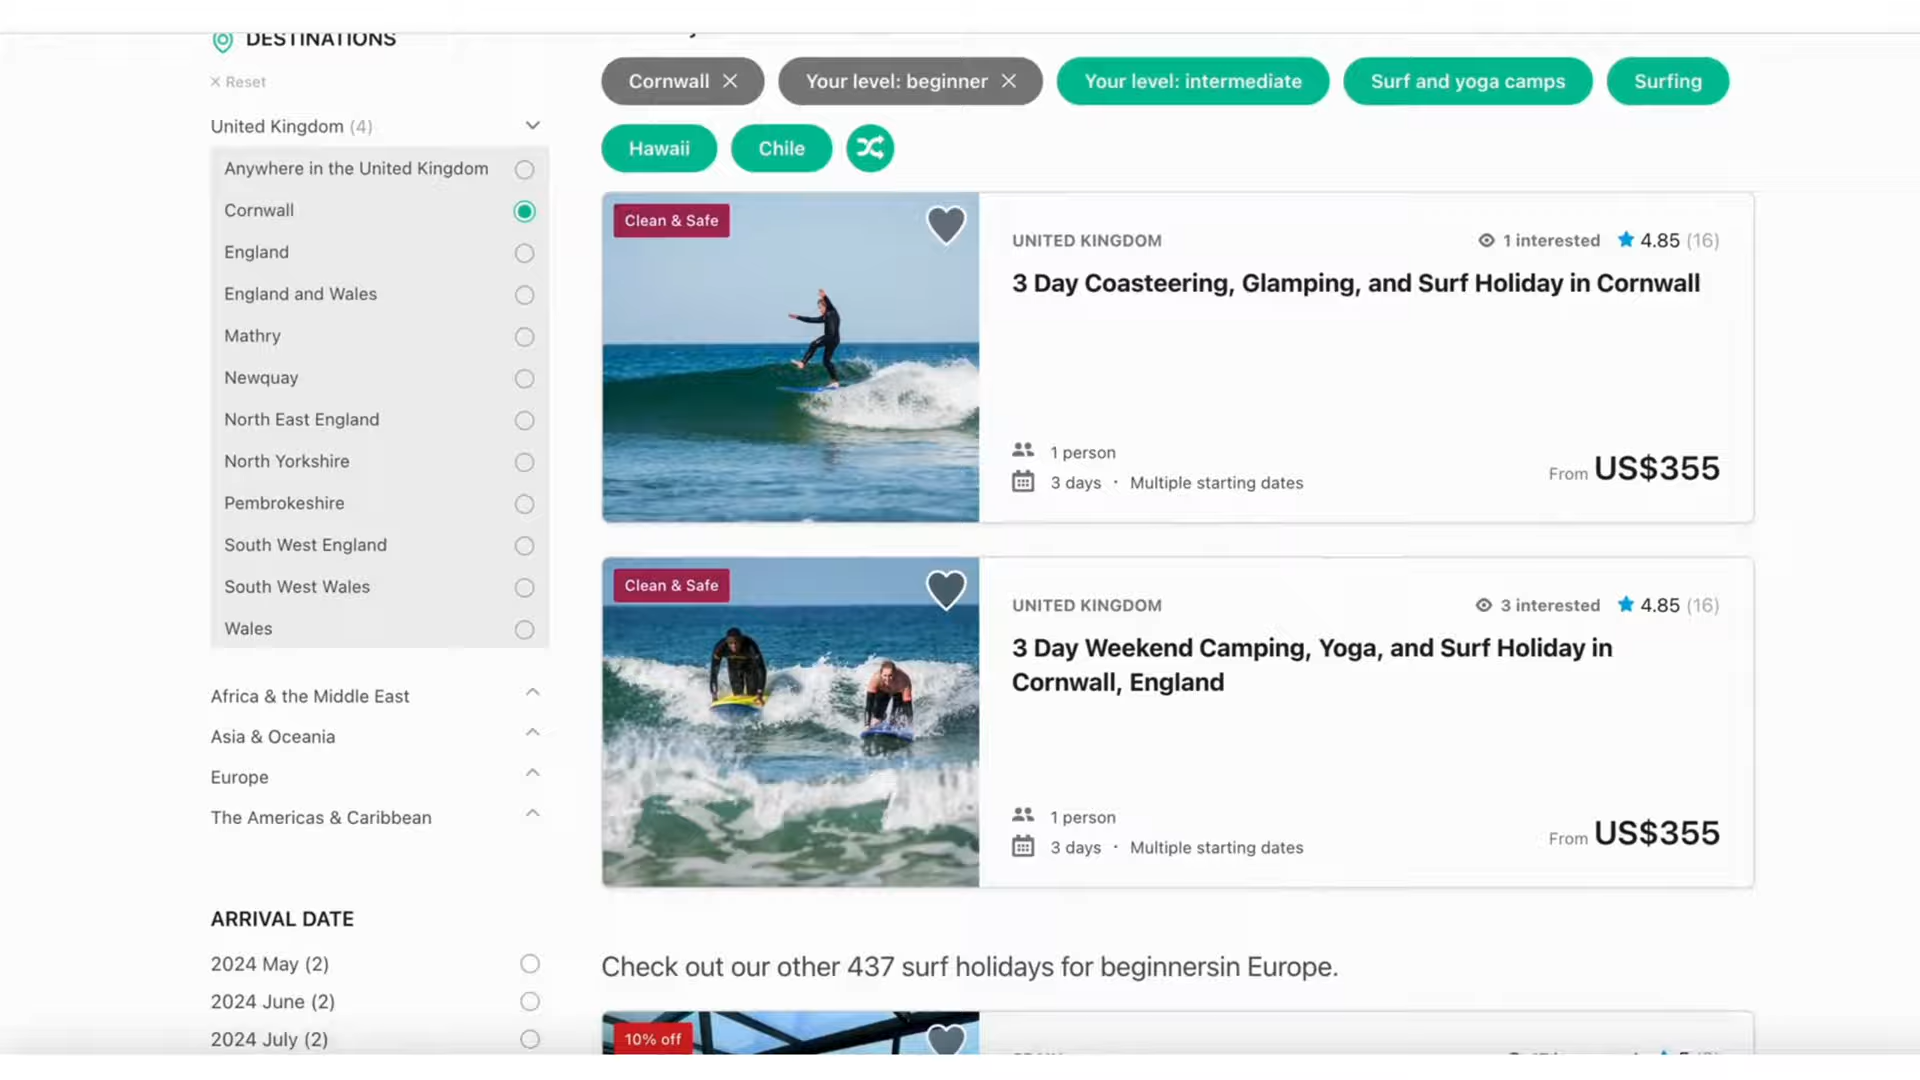 DESTINATIONS
Reset
United Kingdom (4)
Anywhere in the United Kingdom
Cornwall
England
England and Wales
Mathry
Newquay
North East England
North Yorkshire
Pembrokeshire
South West England
South West Wales
Wales
Africa & the Middle East
Asia & Oceania
Europe
The Americas & Caribbean
ARRIVAL DATE
2024 May (2)
2024 June (2)
2024 July (2)
Cornwall
Your level: beginner
Your level: intermediate
Surf and yoga camps
Surfing
Hawaii
Chile
Clean & Safe
UNITED KINGDOM
1 interested
4.85 (16)
3 Day Coasteering, Glamping, and Surf Holiday in Cornwall
1 person
3 days · Multiple starting dates
From US$355
Clean & Safe
UNITED KINGDOM
3 interested
4.85 (16)
3 Day Weekend Camping, Yoga, and Surf Holiday in
Cornwall, England
1 person
3 days · Multiple starting dates
From US$355
Check out our other 437 surf holidays for beginnersin Europe.
10% off